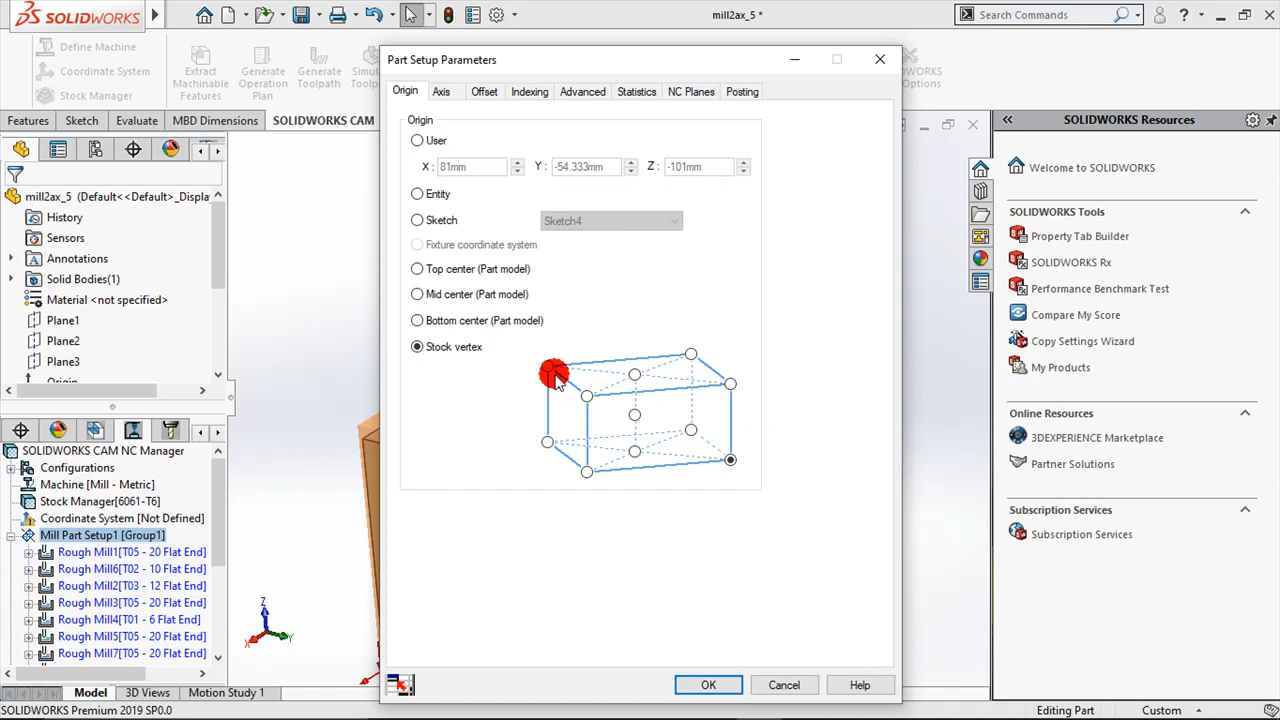 SOLIDWORKS
mill2ax_5 *
Search Commands
?
Define Machine
Coordinate System
Stock Manager
Extract Machinable Features
Generate Operation Plan
Generate Toolpath
Features
Sketch
Evaluate
MBD Dimensions
SOLIDWORKS CAM
mill2ax_5 (Default<<Default>_Displa
History
Sensors
Annotations
Solid Bodies(1)
Material <not specified>
Plane1
Plane2
Plane3
SOLIDWORKS CAM NC Manager
Configurations
Machine [Mill - Metric]
Stock Manager[6061-T6]
Coordinate System [Not Defined]
Mill Part Setup1 [Group1]
Rough Mill1[T05 - 20 Flat End]
Rough Mill6[T02 - 10 Flat End]
Rough Mill2[T03 - 12 Flat End]
Rough Mill3[T05 - 20 Flat End]
Rough Mill4[T01 - 6 Flat End]
Rough Mill5[T05 - 20 Flat End]
Rough Mill7[T05 - 20 Flat End]
Model
3D Views
Motion Study 1
SOLIDWORKS Premium 2019 SP0.0
Z
X
Y
Part Setup Parameters
Origin
Axis
Offset
Indexing
Advanced
Statistics
NC Planes
Posting
Origin
User
X : 81mm
Y : -54.333mm
Z : -101mm
Entity
Sketch
Sketch4
Fixture coordinate system
Top center (Part model)
Mid center (Part model)
Bottom center (Part model)
Stock vertex
OK
Cancel
Help
SOLIDWORKS Resources
Welcome to SOLIDWORKS
SOLIDWORKS Tools
Property Tab Builder
SOLIDWORKS Rx
Performance Benchmark Test
Compare My Score
Copy Settings Wizard
My Products
Online Resources
3DEXPERIENCE Marketplace
Partner Solutions
Subscription Services
Subscription Services
Editing Part
Custom